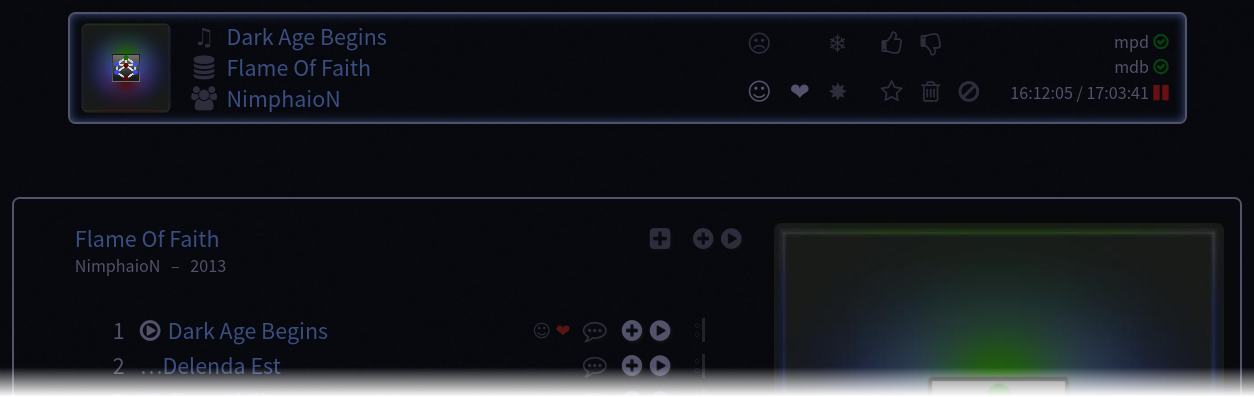 Dark Age Begins
Flame Of Faith
NimphaioN
mpd
mdb
16:12:05 / 17:03:41
Flame Of Faith
NimphaioN – 2013
1 Dark Age Begins
2 …Delenda Est